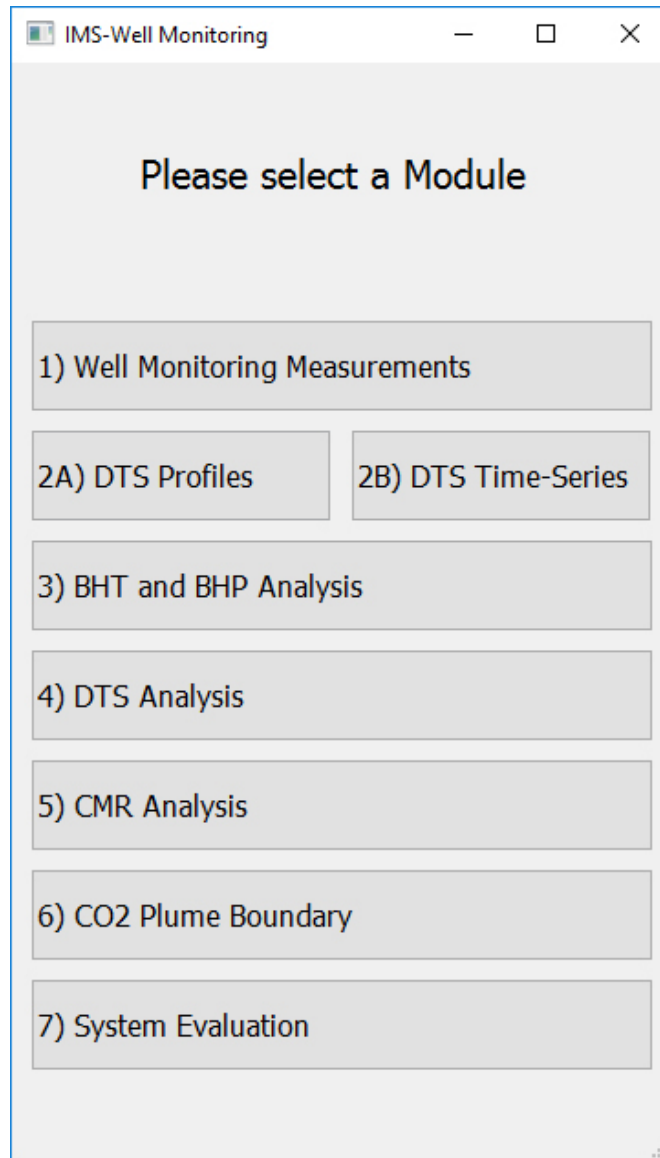 IMS-Well Monitoring
Please select a Module
1) Well Monitoring Measurements
2A) DTS Profiles
2B) DTS Time-Series
3) BHT and BHP Analysis
4) DTS Analysis
5) CMR Analysis
6) CO2 Plume Boundary
7) System Evaluation